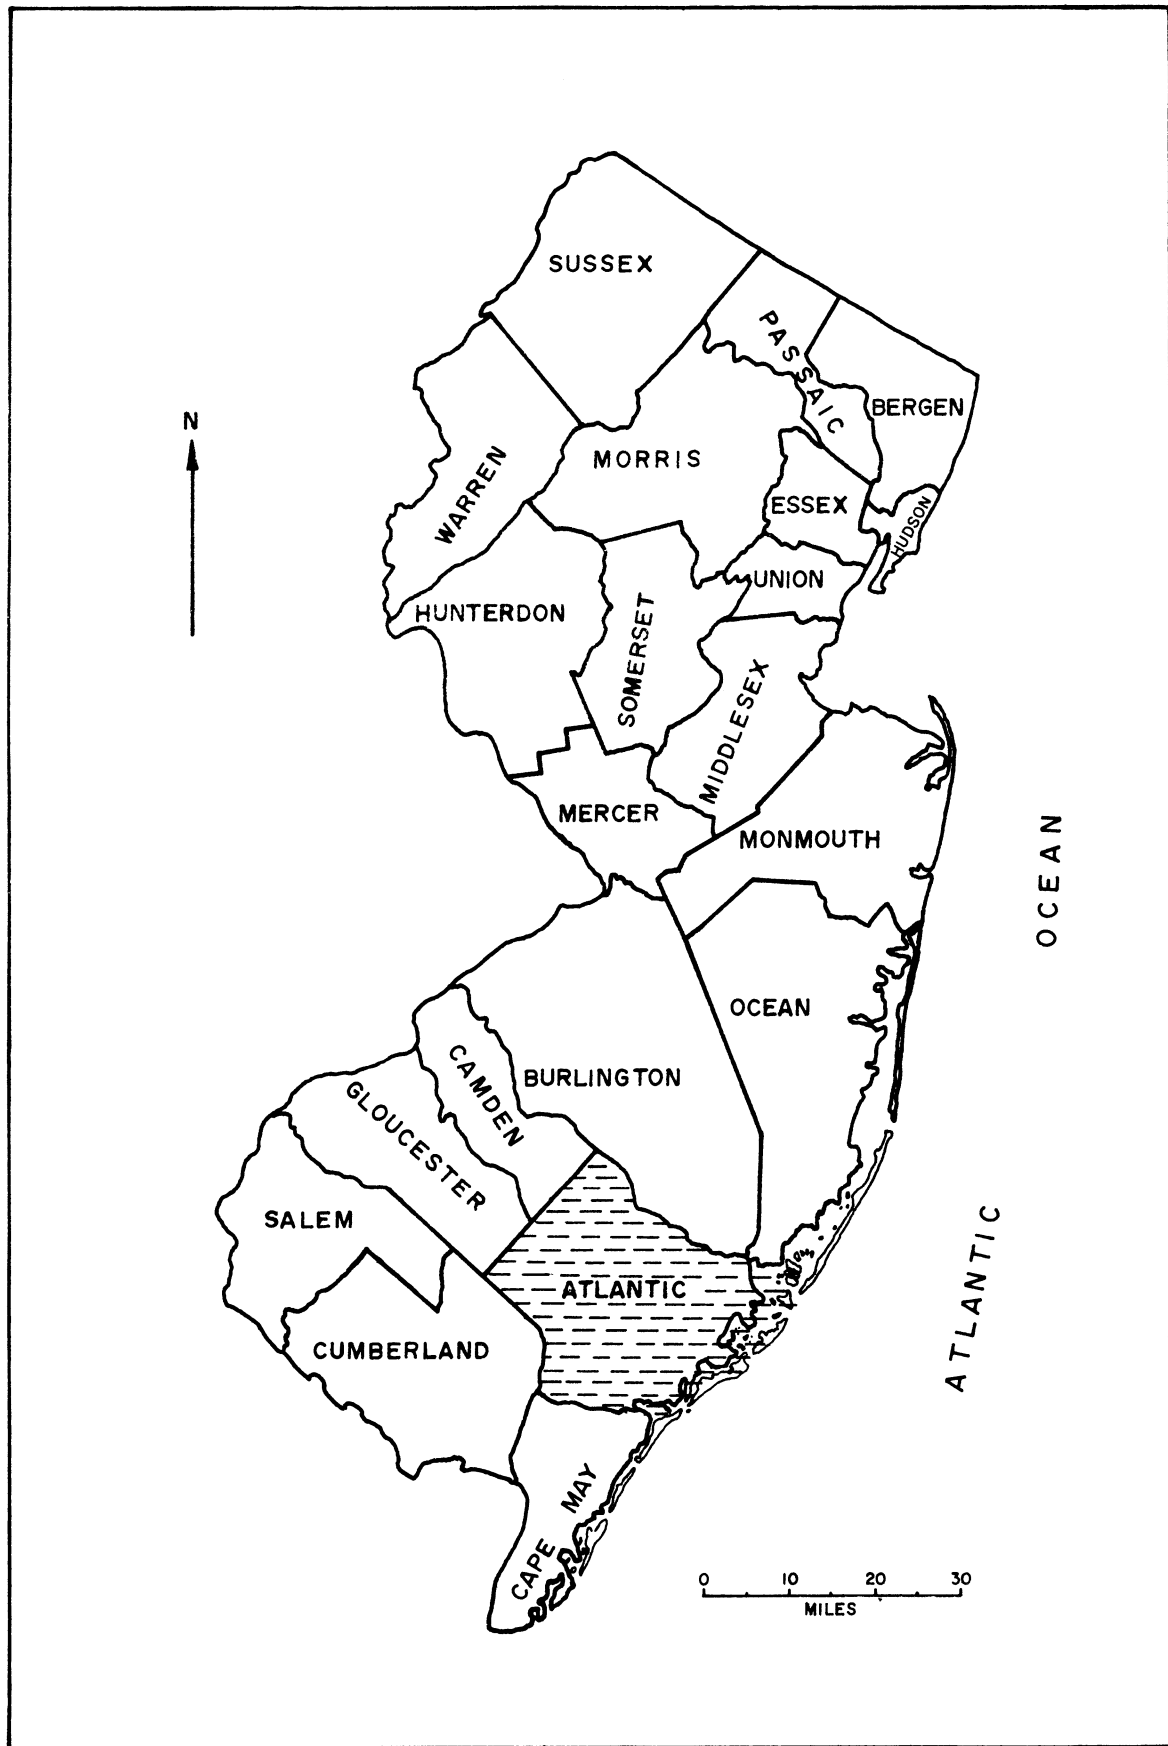 SUSSEX
PASSAIC
BERGEN
N
MORRIS
WARREN
ESSEX
HUDSON
UNION
HUNTERDON
SOMERSET
MIDDLESEX
MERCER
MONMOUTH
OCEAN
OCEAN
CAMDEN
BURLINGTON
GLOUCESTER
SALEM
ATLANTIC
ATLANTIC
CUMBERLAND
CAPE MAY
0 10 20 30
MILES